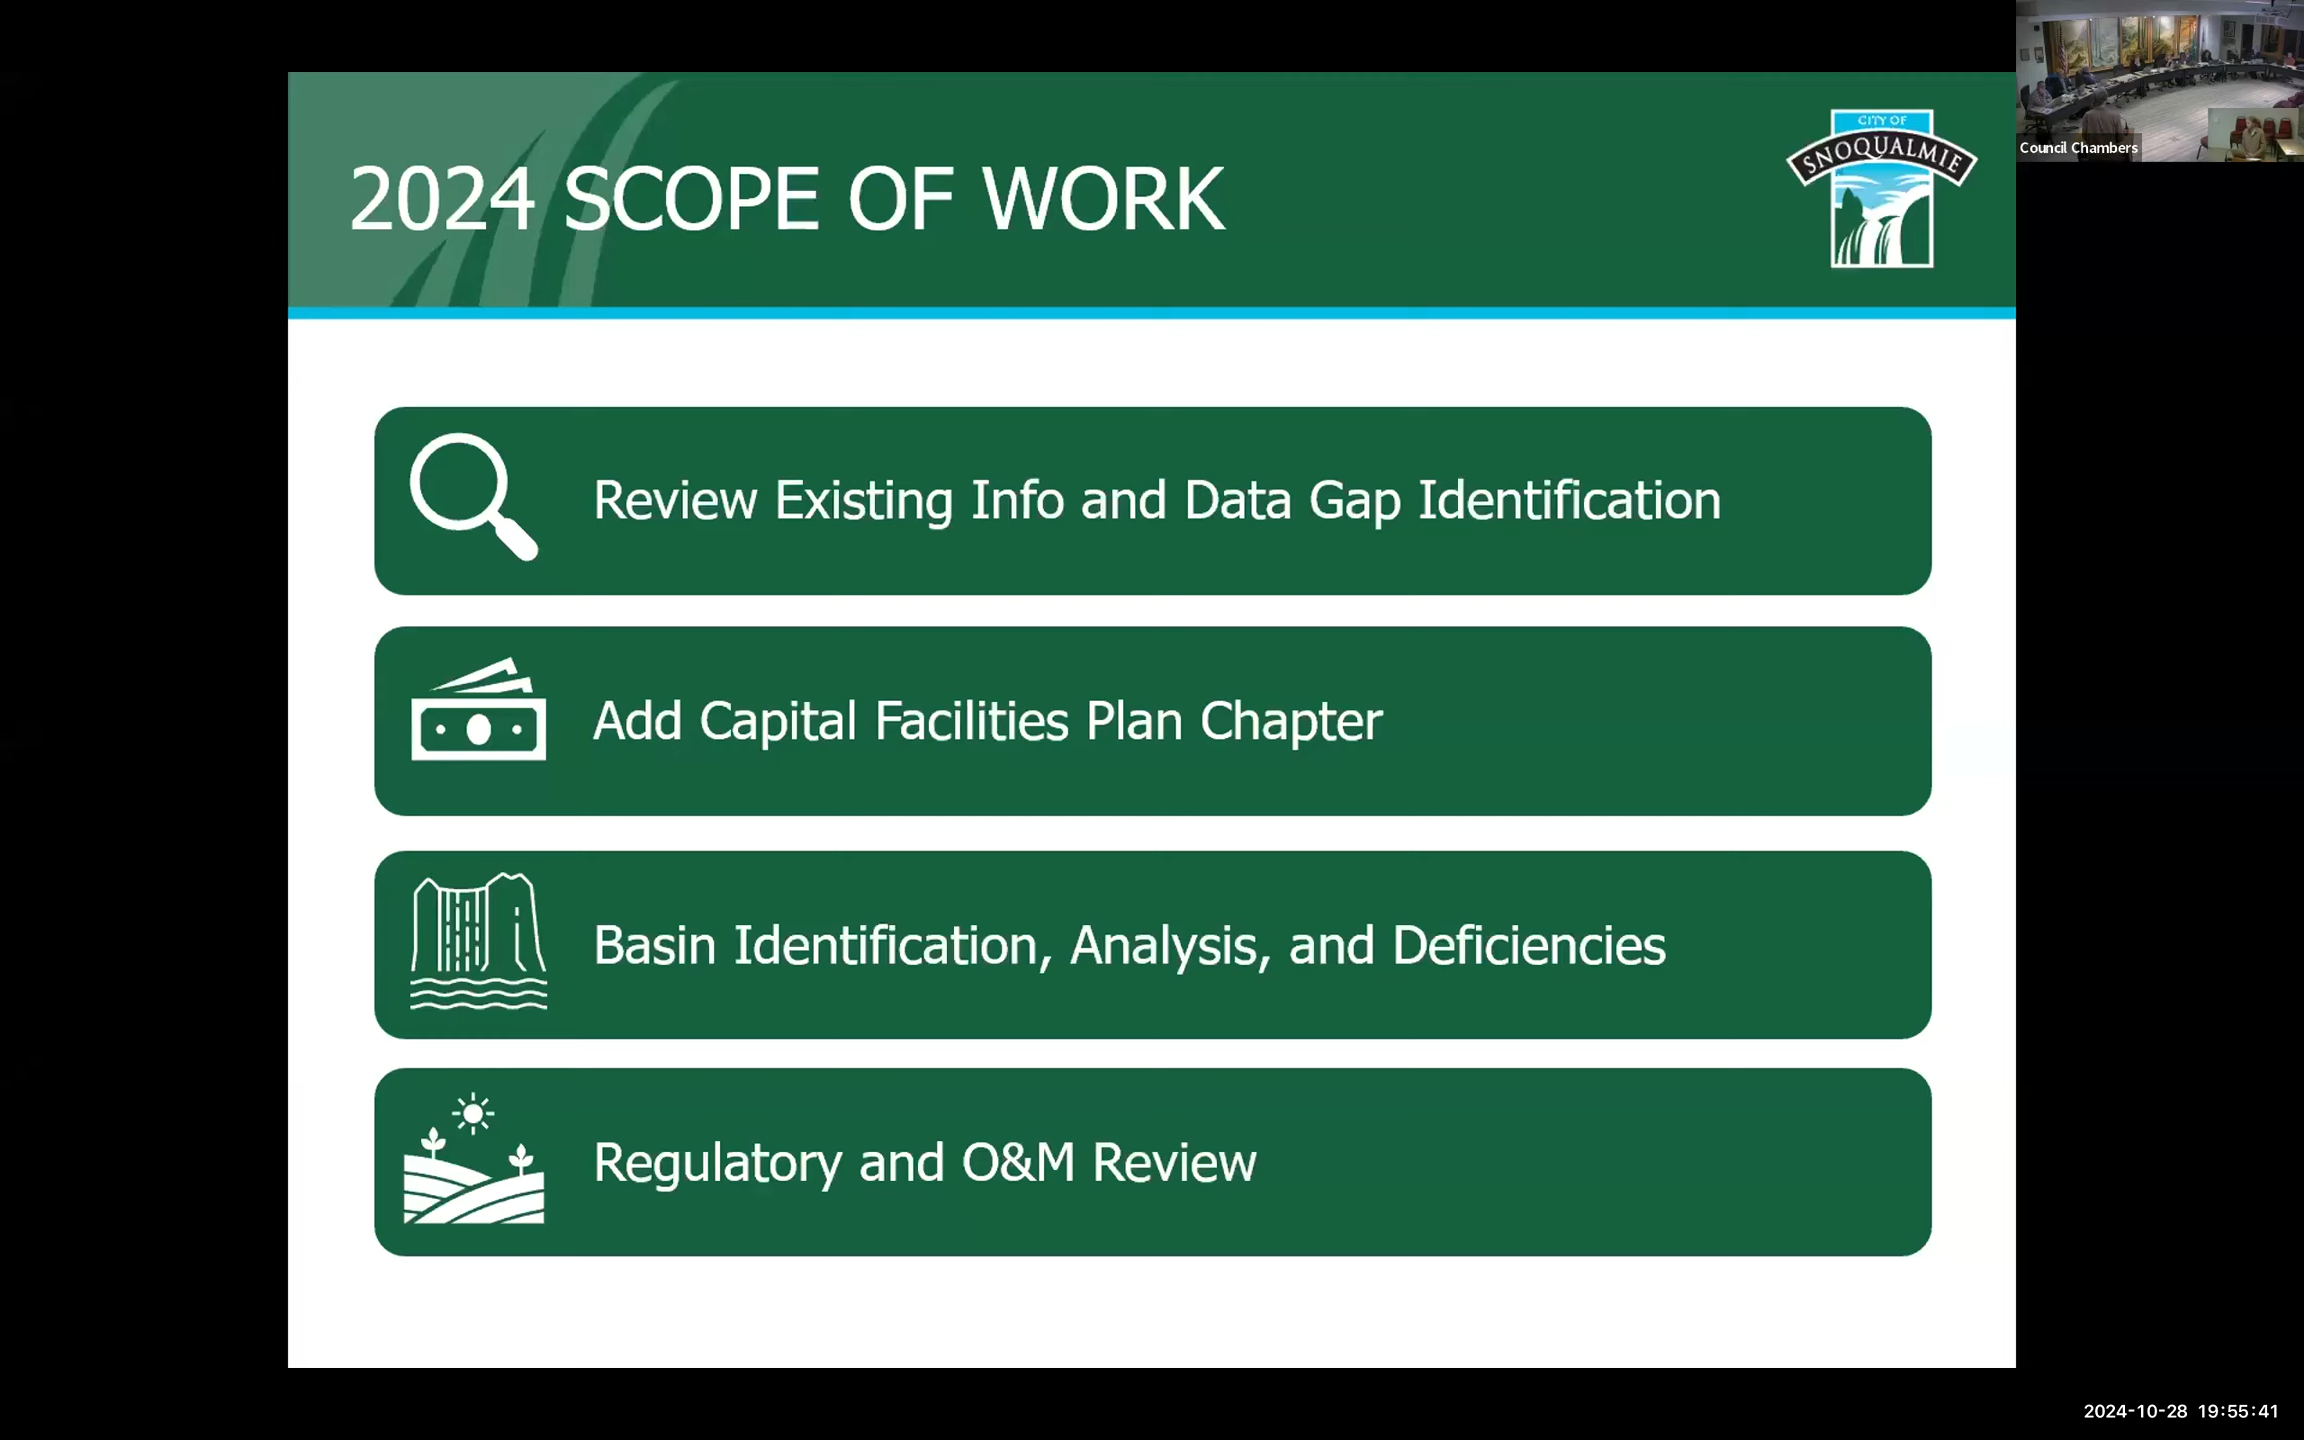 2024 SCOPE OF WORK
CITY OF
SNOQUALMIE
Council Chambers
Review Existing Info and Data Gap Identification
Add Capital Facilities Plan Chapter
Basin Identification, Analysis, and Deficiencies
Regulatory and O&M Review
2024-10-28 19:55:41